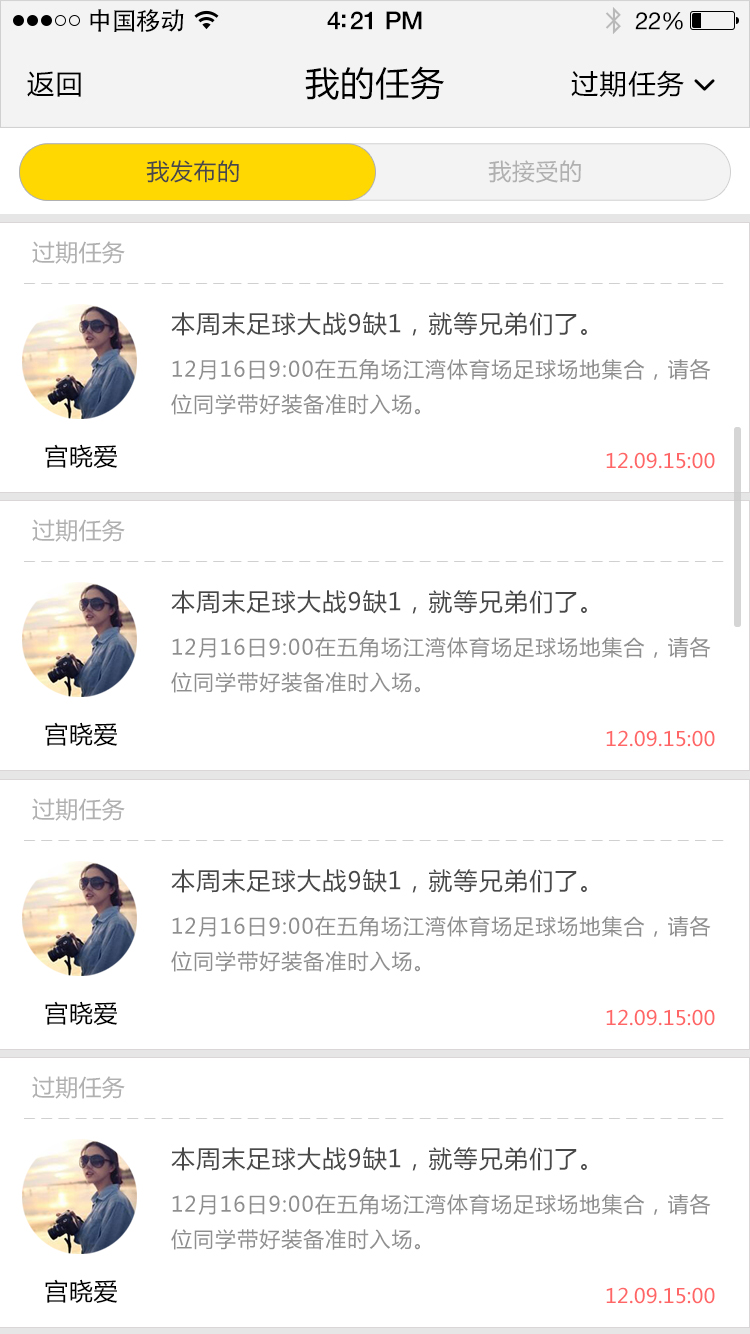 中国移动 4:21 PM 22%
返回 我的任务 过期任务
我发布的 我接受的
过期任务
本周末足球大战9缺1，就等兄弟们了。
12月16日9:00在五角场江湾体育场足球场地集合，请各
位同学带好装备准时入场。
宫晓爱 12.09.15:00
过期任务
本周末足球大战9缺1，就等兄弟们了。
12月16日9:00在五角场江湾体育场足球场地集合，请各
位同学带好装备准时入场。
宫晓爱 12.09.15:00
过期任务
本周末足球大战9缺1，就等兄弟们了。
12月16日9:00在五角场江湾体育场足球场地集合，请各
位同学带好装备准时入场。
宫晓爱 12.09.15:00
过期任务
本周末足球大战9缺1，就等兄弟们了。
12月16日9:00在五角场江湾体育场足球场地集合，请各
位同学带好装备准时入场。
宫晓爱 12.09.15:00